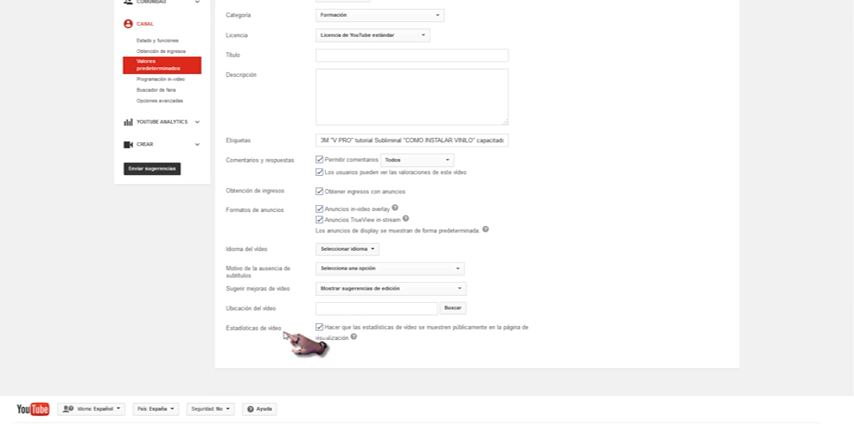 COMUNIDAD
CANAL
Estado y funciones
Obtención de ingresos
Valores
predeterminados
Programación in-video
Buscador de fans
Opciones avanzadas
YOUTUBE ANALYTICS
CREAR
Enviar sugerencias
Categoría Formación
Licencia Licencia de YouTube estándar
Título
Descripción
Etiquetas 3M "V PRO" tutorial Subliminal "COMO INSTALAR VINILO" capacitado
Comentarios y respuestas Permitir comentarios Todos
Los usuarios pueden ver las valoraciones de este vídeo
Obtención de ingresos Obtener ingresos con anuncios
Formatos de anuncios Anuncios in-video overlay
Anuncios TrueView in-stream
Los anuncios de display se muestran de forma predeterminada.
Idioma del vídeo Seleccionar idioma
Motivo de la ausencia de subtítulos Selecciona una opción
Sugerir mejoras de vídeo Mostrar sugerencias de edición
Ubicación del vídeo Buscar
Estadísticas de vídeo Hacer que las estadísticas de vídeo se muestren públicamente en la página de
visualización
YouTube Idioma: Español País: España Seguridad: No Ayuda